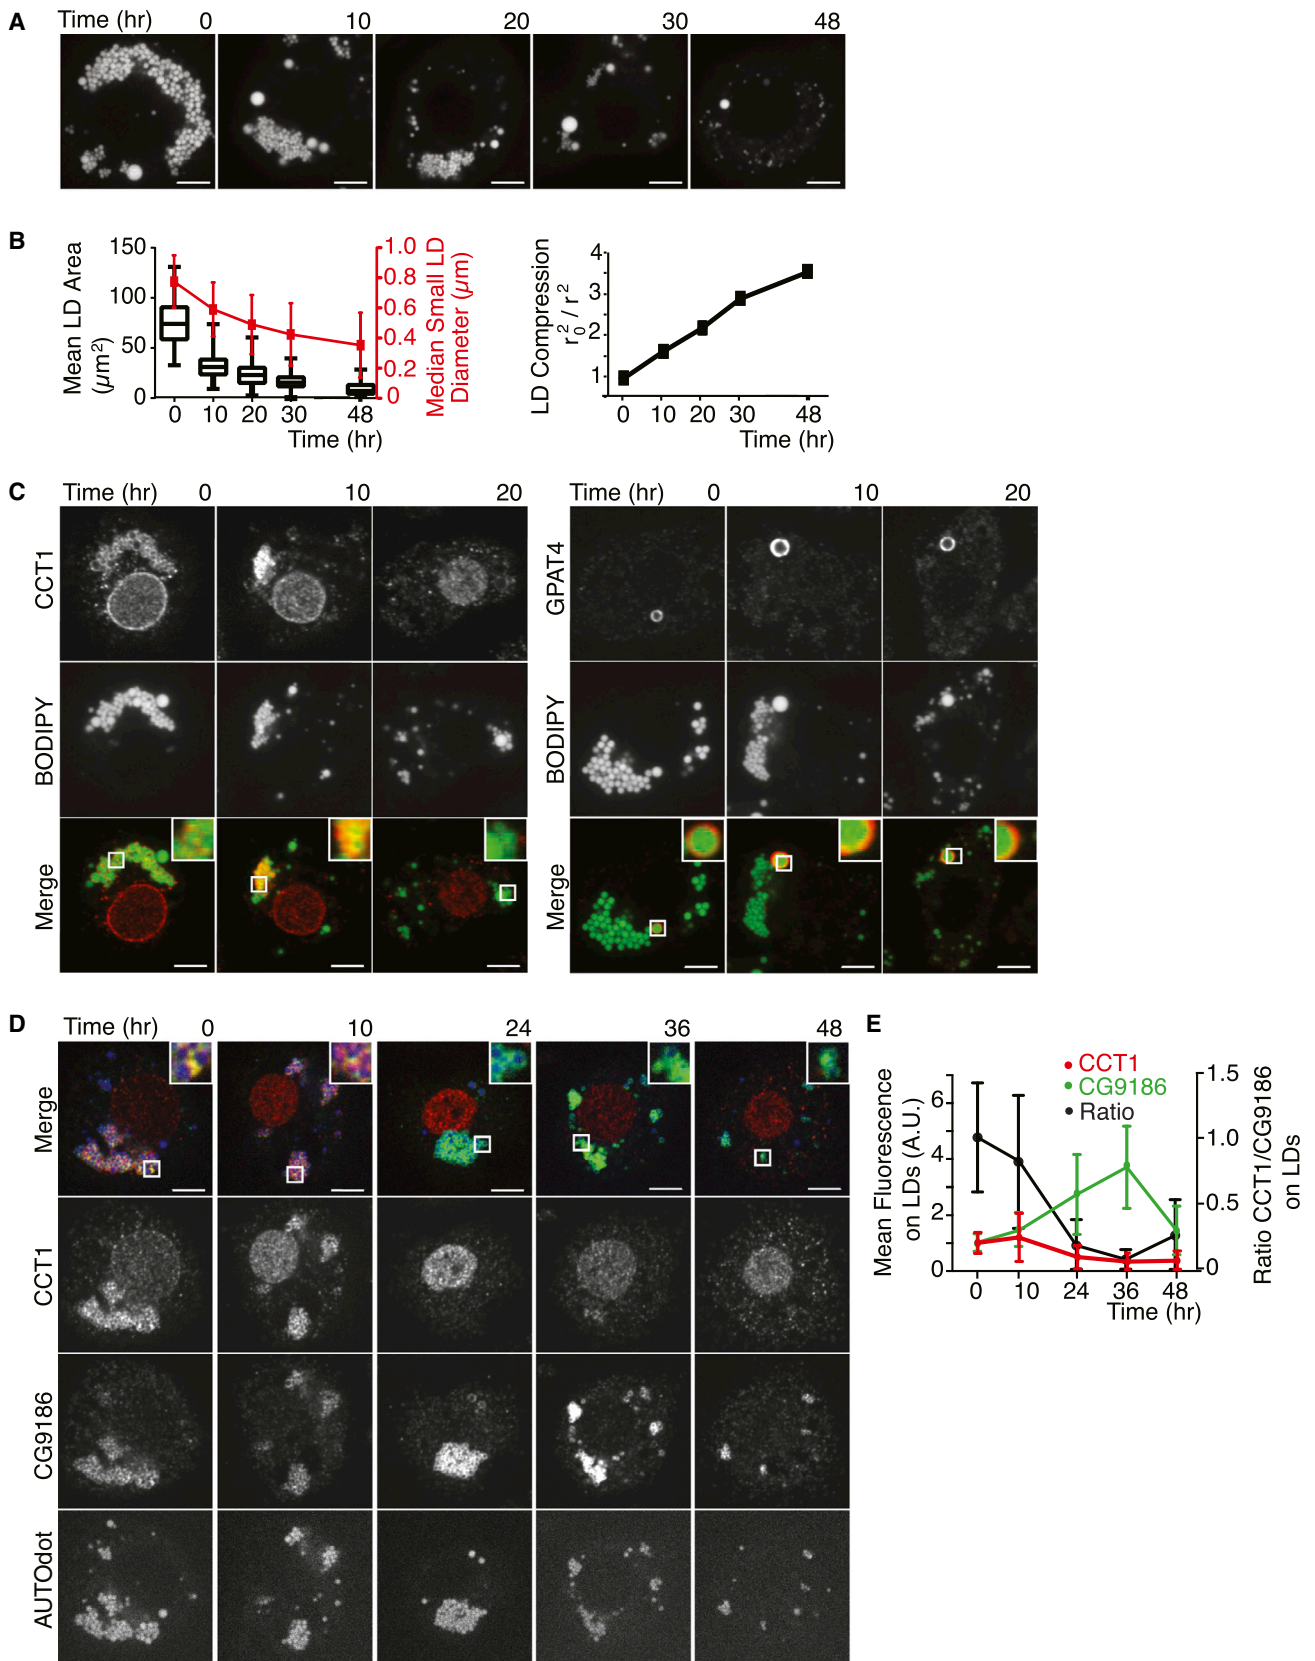 A
Time (hr) 0 10 20 30 48
B
Mean LD Area
(µm²)
150
100
50
0
1.0
0.8
0.6
0.4
0.2
0
Median Small LD
Diameter (µm)
0 10 20 30 48
Time (hr)
LD Compression
r₀² / r²
4
3
2
1
0 10 20 30 48
Time (hr)
C
Time (hr) 0 10 20
CCT1
BODIPY
Merge
Time (hr) 0 10 20
GPAT4
BODIPY
Merge
D
Time (hr) 0 10 24 36 48
Merge
CCT1
CG9186
AUTOdot
E
CCT1
CG9186
Ratio
Mean Fluorescence
on LDs (A.U.)
6
4
2
0
1.5
1.0
0.5
0
Ratio CCT1/CG9186
on LDs
0 10 24 36 48
Time (hr)